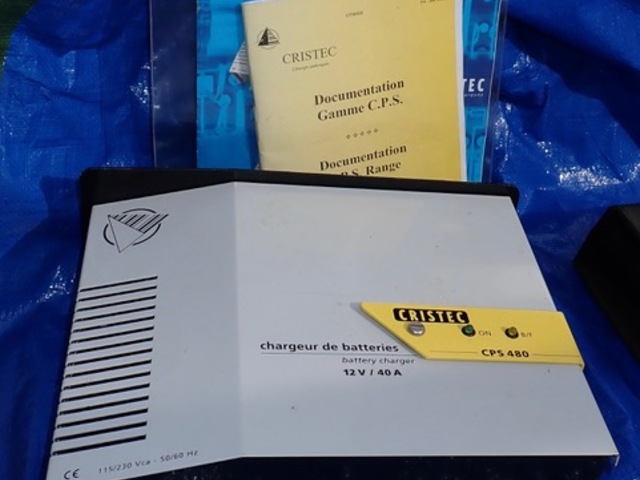 CRISTEC
Documentation
Gamme C.P.S.
Documentation
.S. Range
TEC
CRISTEC
ON
B/F
CPS 480
chargeur de batteries
battery charger
12 V / 40 A
CE 115/230 Vca - 50/60 Hz